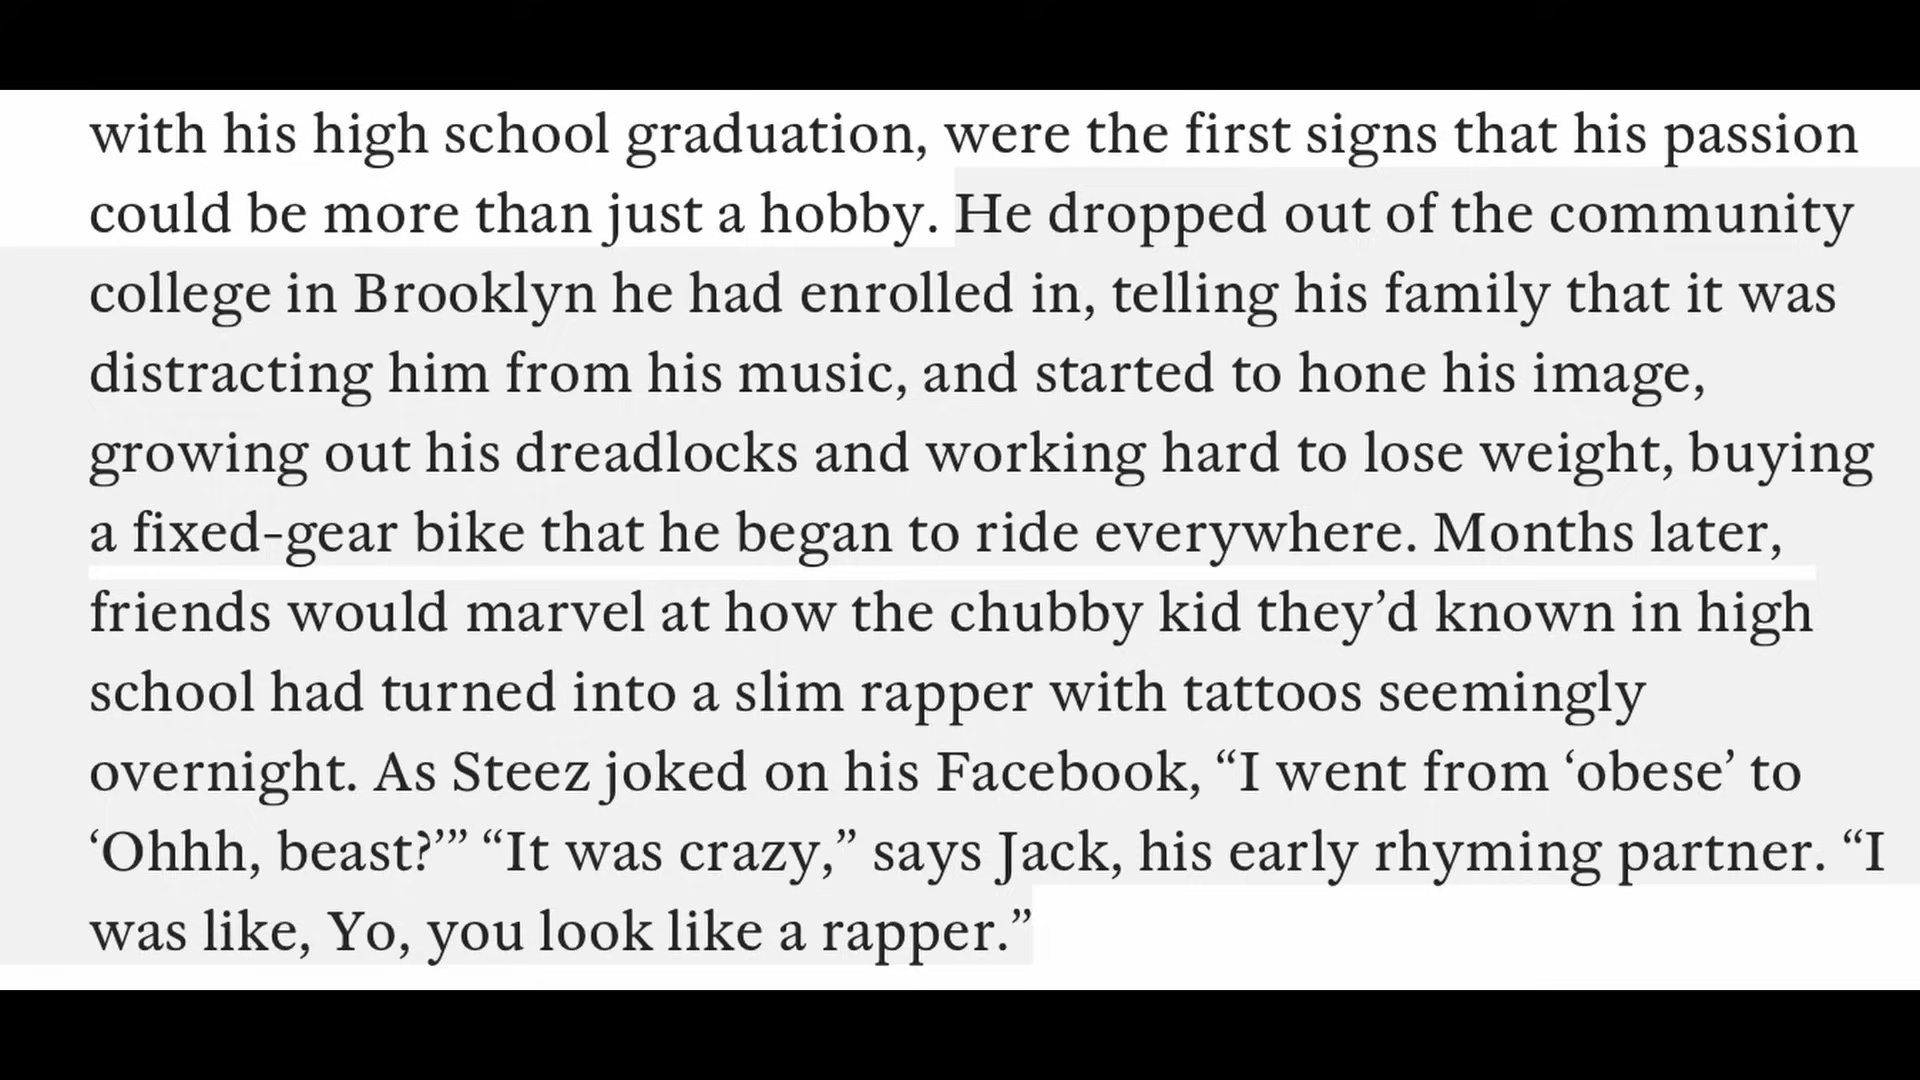 with his high school graduation, were the first signs that his passion
could be more than just a hobby. He dropped out of the community
college in Brooklyn he had enrolled in, telling his family that it was
distracting him from his music, and started to hone his image,
growing out his dreadlocks and working hard to lose weight, buying
a fixed-gear bike that he began to ride everywhere. Months later,
friends would marvel at how the chubby kid they’d known in high
school had turned into a slim rapper with tattoos seemingly
overnight. As Steez joked on his Facebook, “I went from ‘obese’ to
‘Ohhh, beast?’” “It was crazy,” says Jack, his early rhyming partner. “I
was like, Yo, you look like a rapper.”